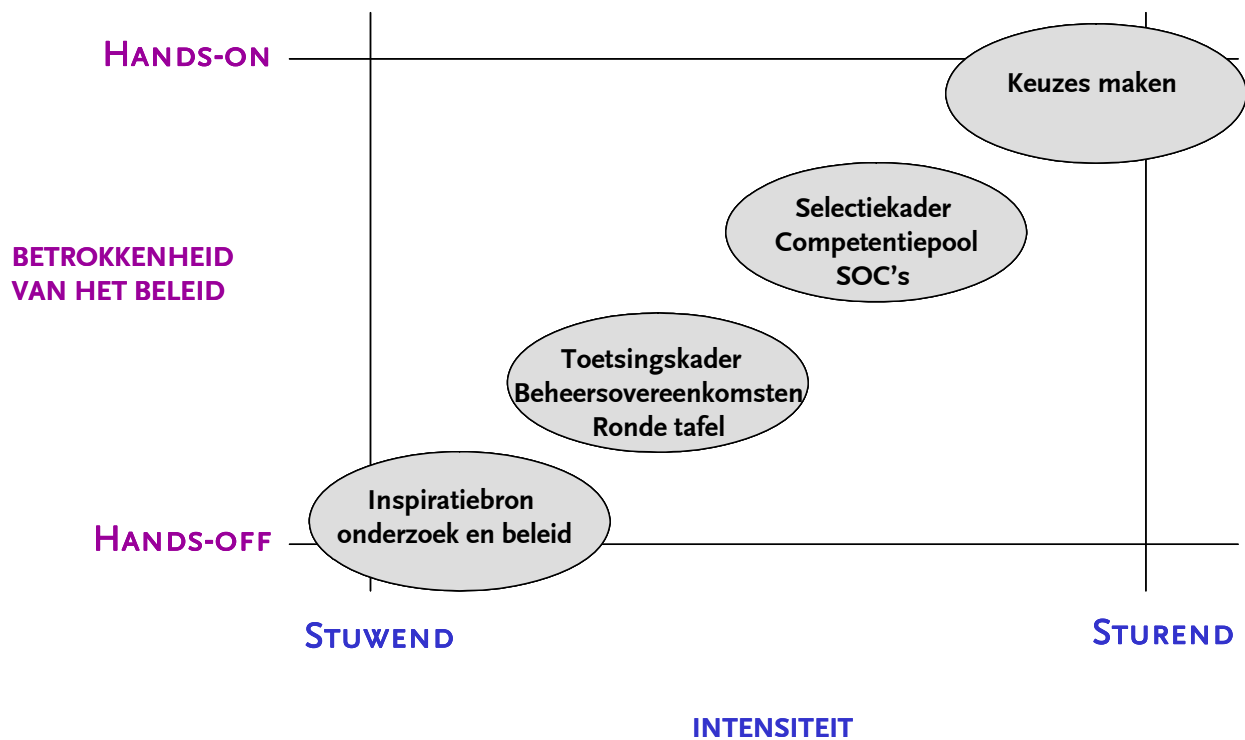 HANDS-ON
Keuzes maken
Selectiekader
Competentiepool
SOC's
BETROKKENHEID
VAN HET BELEID
Toetsingskader
Beheersovereenkomsten
Ronde tafel
Inspiratiebron
onderzoek en beleid
HANDS-OFF
STUWEND
STUREND
INTENSITEIT